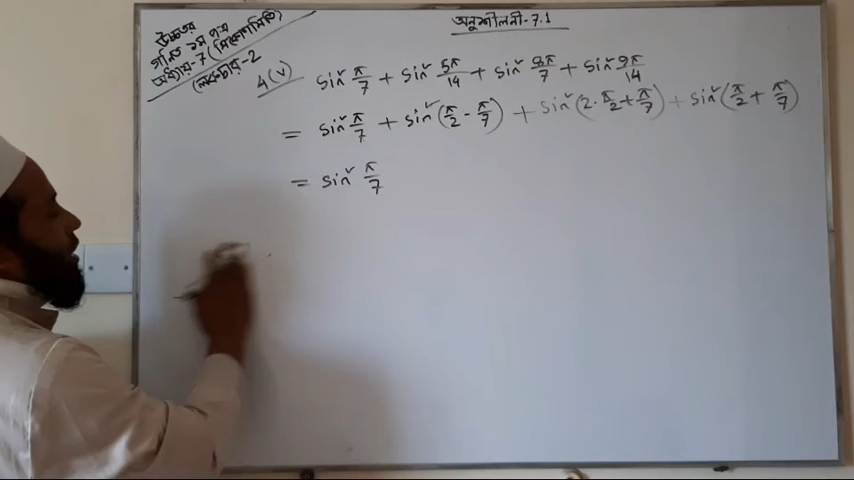 অনুশীলনী-7.1
উচ্চতর
গনিত ১ম পত্র
অধ্যায়-7 (ত্রিকোণমিতি)
লেকচার-2
4(v) sin² π/7 + sin² 5π/14 + sin² 8π/7 + sin² 9π/14
= sin² π/7 + sin² (π/2 - π/7) + sin² (2·π/2 + π/7) + sin² (π/2 + π/7)
= sin² π/7